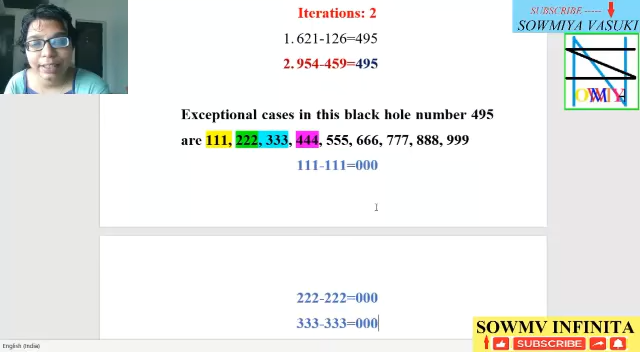 Iterations: 2
1. 621-126=495
2. 954-459=495
Exceptional cases in this black hole number 495
are 111, 222, 333, 444, 555, 666, 777, 888, 999
111-111=000
222-222=000
333-333=000
English (India)
SUBSCRIBE -----
SOWMIYA VASUKI
SOWMY
SOWMV INFINITA
SUBSCRIBE